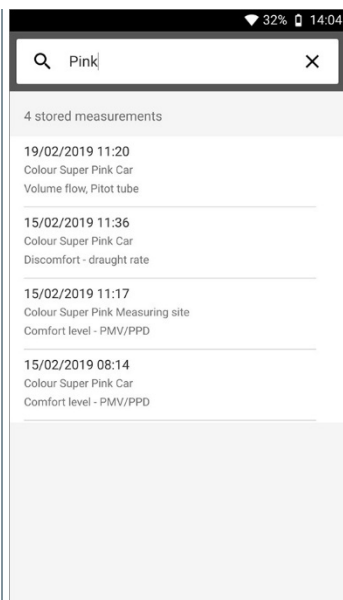 32% 14:04
Pink
4 stored measurements
19/02/2019 11:20
Colour Super Pink Car
Volume flow, Pitot tube
15/02/2019 11:36
Colour Super Pink Car
Discomfort - draught rate
15/02/2019 11:17
Colour Super Pink Measuring site
Comfort level - PMV/PPD
15/02/2019 08:14
Colour Super Pink Car
Comfort level - PMV/PPD